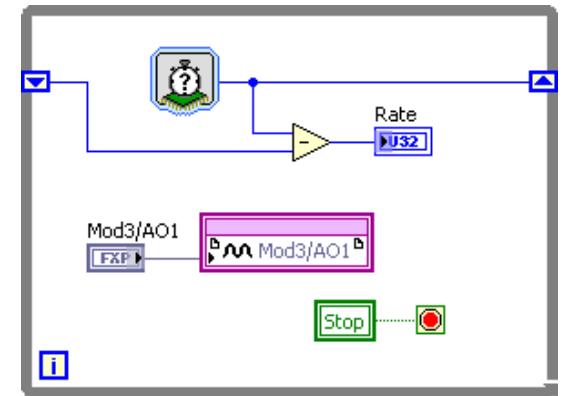 ?
Rate
U32
Mod3/AO1
FXP
Mod3/AO1
Stop
i